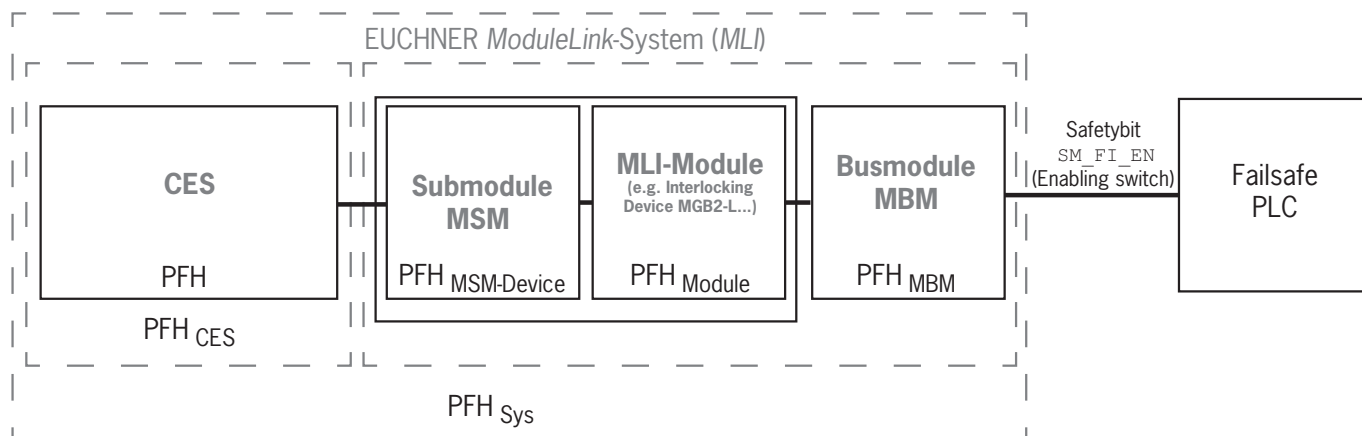 EUCHNER ModuleLink-System (MLI)
CES
PFH
PFH CES
Submodule
MSM
PFH MSM-Device
MLI-Module
(e.g. Interlocking
Device MGB2-L...)
PFH Module
Busmodule
MBM
PFH MBM
PFH Sys
Safetybit
SM_FI_EN
(Enabling switch)
Failsafe
PLC